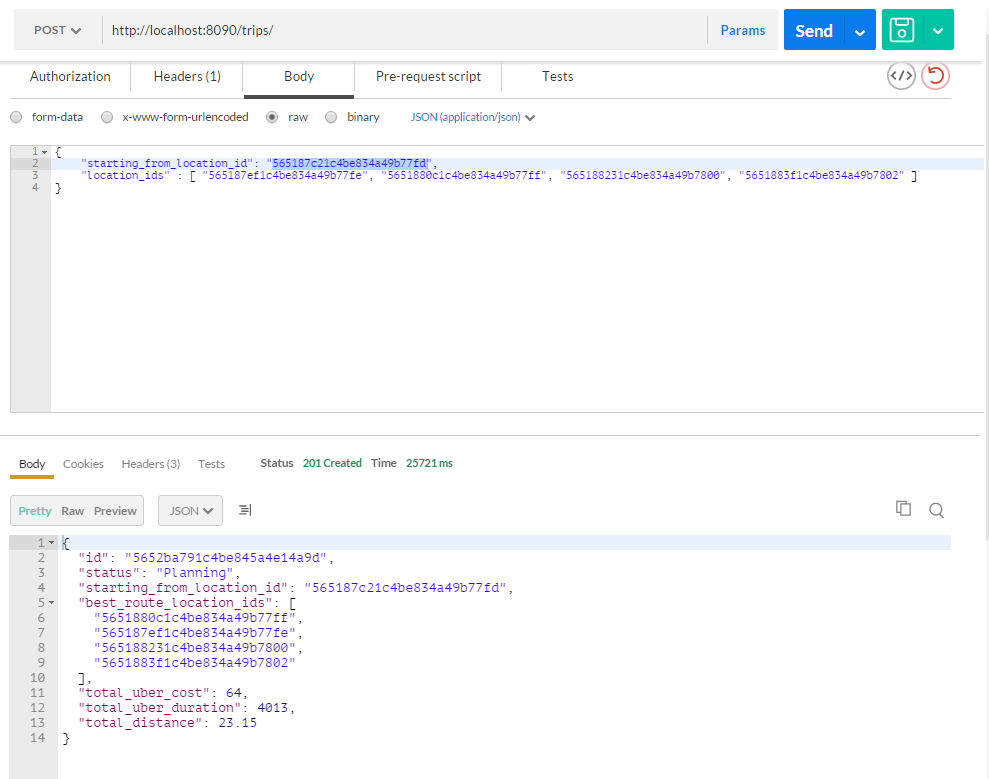 POST http://localhost:8090/trips/ Params Send
Authorization Headers (1) Body Pre-request script Tests
form-data x-www-form-urlencoded raw binary JSON (application/json)
1 {
2 "starting_from_location_id": "565187c21c4be834a49b77fd",
3 "location_ids" : [ "565187ef1c4be834a49b77fe", "5651880c1c4be834a49b77ff", "565188231c4be834a49b7800", "5651883f1c4be834a49b7802" ]
4 }
Body Cookies Headers (3) Tests Status 201 Created Time 25721 ms
Pretty Raw Preview JSON
1 {
2 "id": "5652ba791c4be845a4e14a9d",
3 "status": "Planning",
4 "starting_from_location_id": "565187c21c4be834a49b77fd",
5 "best_route_location_ids": [
6 "5651880c1c4be834a49b77ff",
7 "565187ef1c4be834a49b77fe",
8 "565188231c4be834a49b7800",
9 "5651883f1c4be834a49b7802"
10 ],
11 "total_uber_cost": 64,
12 "total_uber_duration": 4013,
13 "total_distance": 23.15
14 }